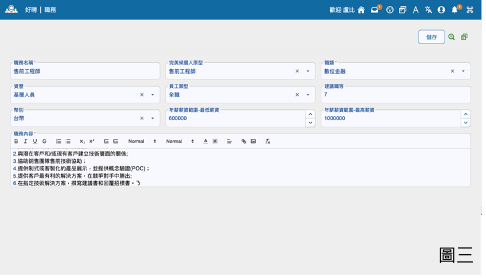 好聘 | 職務
歡迎 盧比
儲存
職務名稱*
售前工程師
完美候選人原型
售前工程師
職類*
數位金融
資歷
基層人員
員工類型*
全職
建議職等
7
幣別
台幣
年薪薪資範圍-最低薪資
600000
年薪薪資範圍-最高薪資
1000000
職務內容*
Normal
Normal
2.與潛在客戶和/或現有客戶建立技術層面的關係;
3.協助銷售團隊售前技術協助;
4.提供制式或客製化的產品展示,並提供概念驗證(POC);
5.提供客戶最有利的解決方案,在競爭對手中勝出;
6.在指定技術解決方案,撰寫建議書和回覆招標書。
圖三